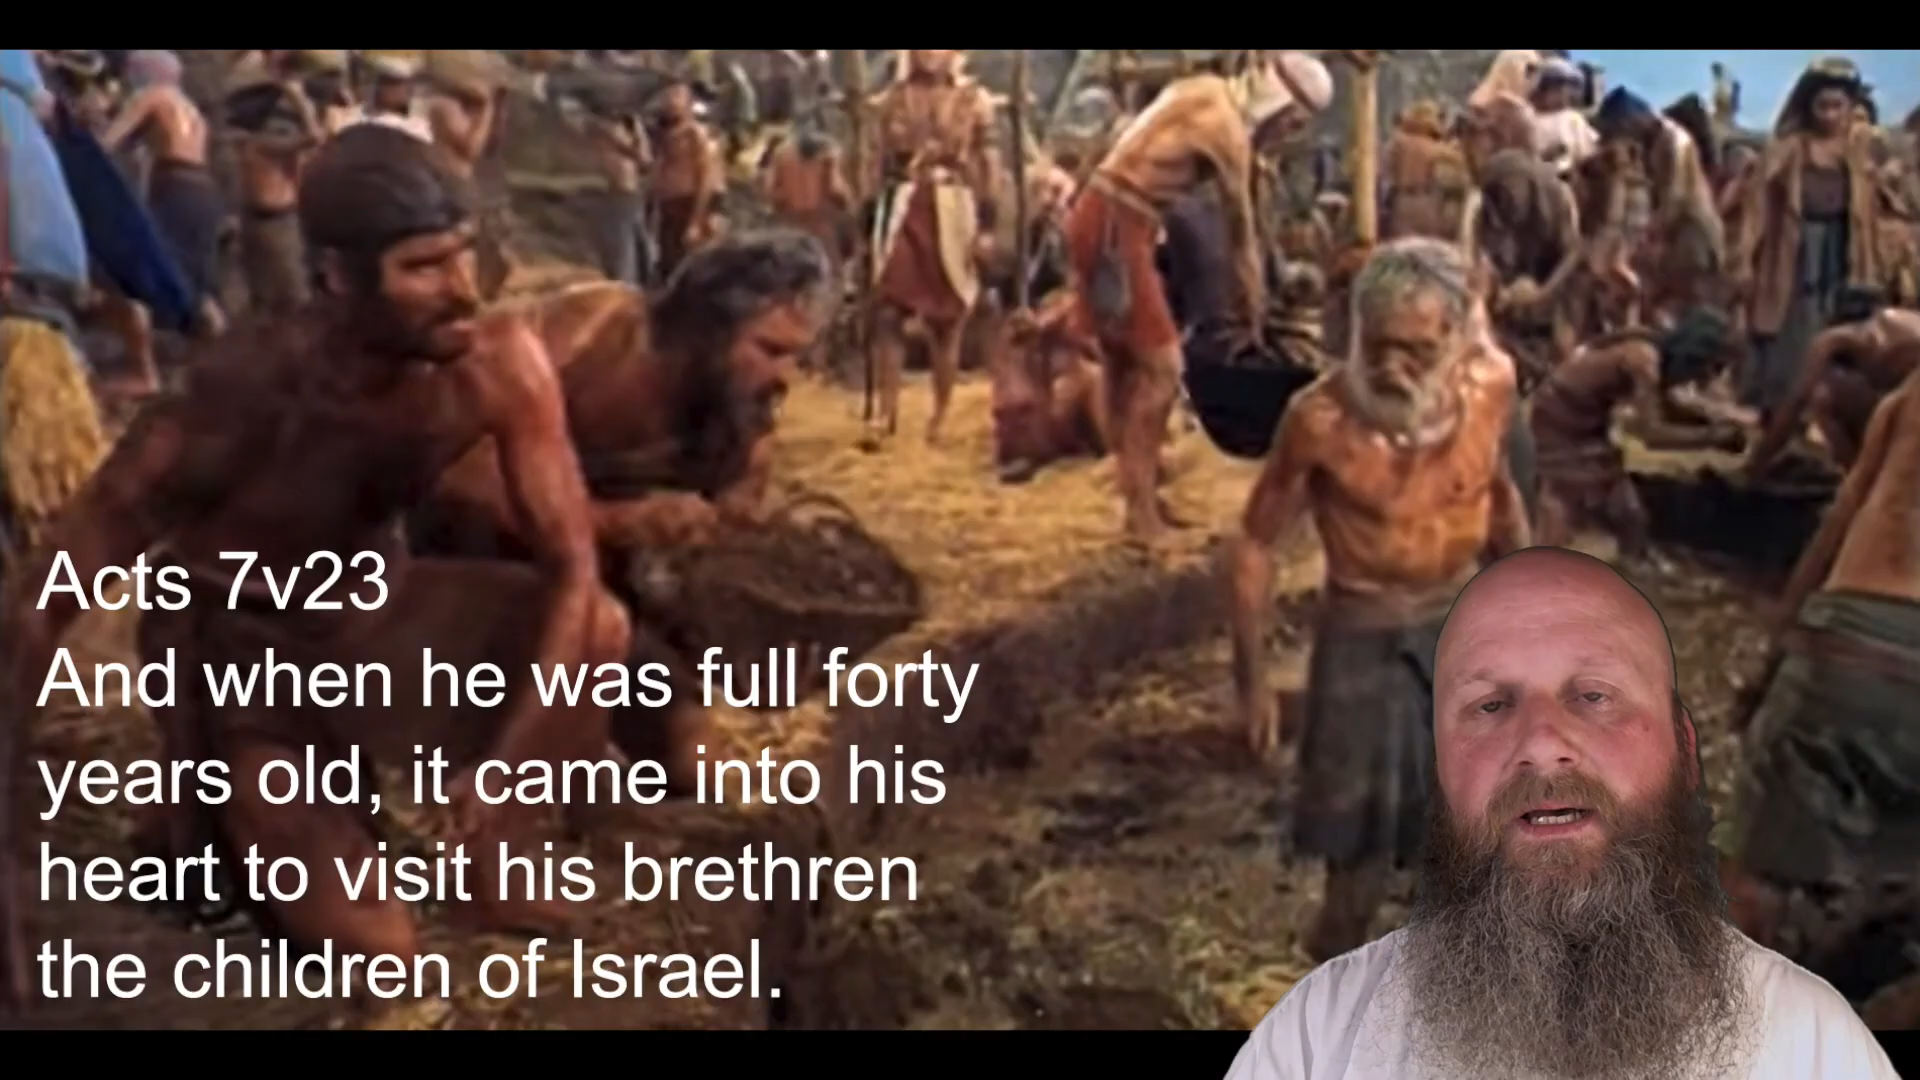 Acts 7v23
And when he was full forty
years old, it came into his
heart to visit his brethren
the children of Israel.